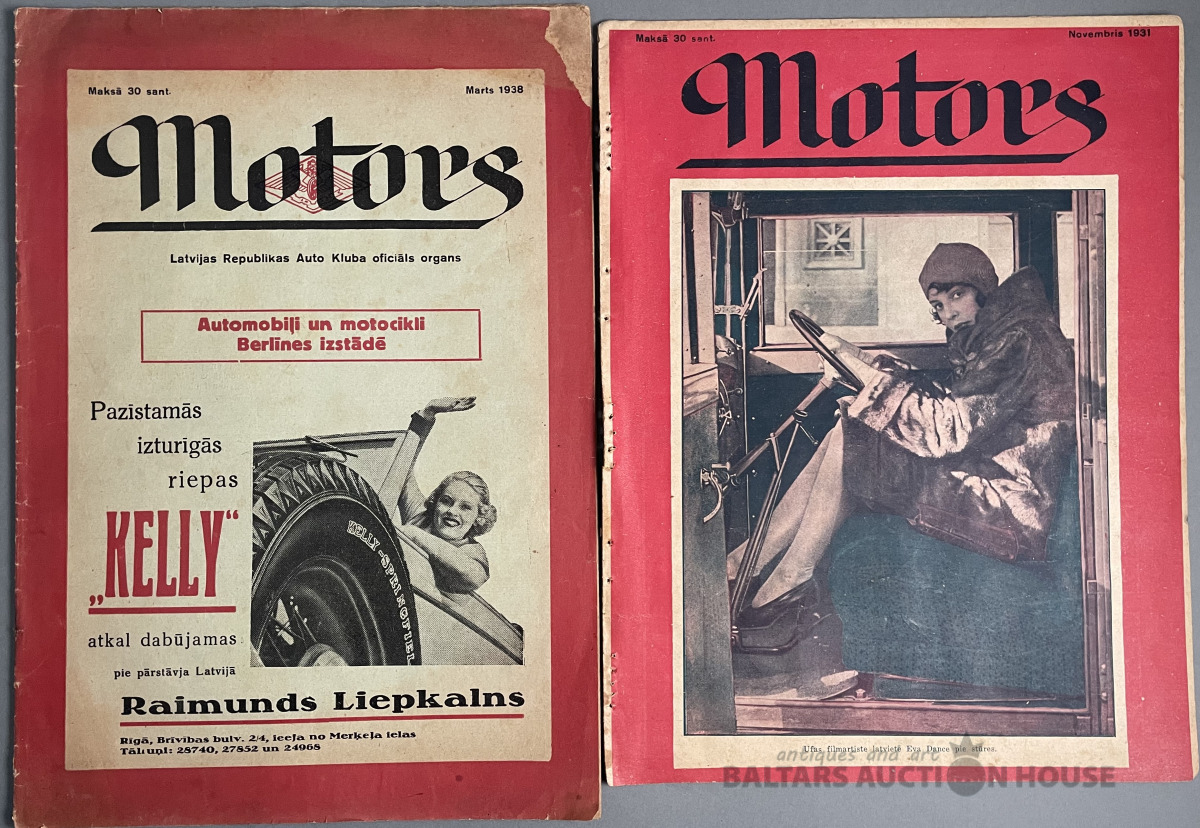 Maksā 30 sant.
Marts 1938
Motors
Latvijas Republikas Auto Kluba oficiāls organs
Automobiļi un motocikli
Berlīnes izstādē
Pazīstamās
izturīgās
riepas
„KELLY“
KELLY-SPRINGFIEL
atkal dabūjamas
pie pārstāvja Latvijā
Raimunds Liepkalns
Rīgā, Brīvības bulv. 2/4, ieeja no Merķeļa ielas
Tālruņi: 28740, 27852 un 24968
Maksā 30 sant.
Novembris 1931
Motors
Ufas filmartiste latviete Eva Dance pie stūres.
antiques and art
BALTARS AUCTION HOUSE